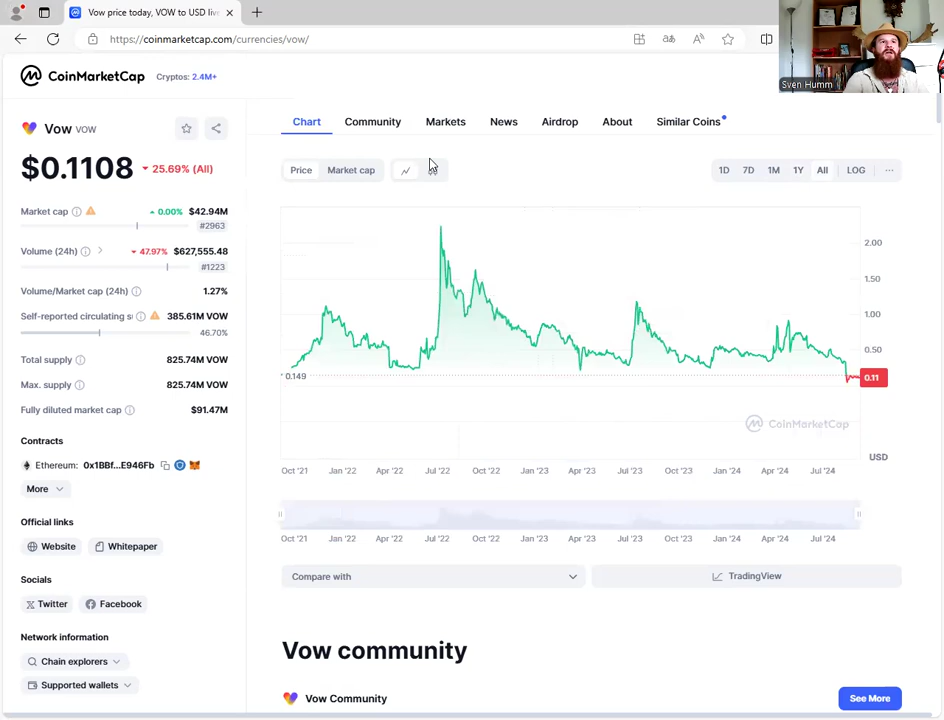 Vow price today, VOW to USD live
https://coinmarketcap.com/currencies/vow/
Sven Humm
CoinMarketCap
Cryptos: 2.4M+
Vow VOW
$0.1108 25.69% (All)
Market cap 0.00% $42.94M
#2963
Volume (24h) 47.97% $627,555.48
#1223
Volume/Market cap (24h) 1.27%
Self-reported circulating s 385.61M VOW
46.70%
Total supply 825.74M VOW
Max. supply 825.74M VOW
Fully diluted market cap $91.47M
Contracts
Ethereum: 0x1BBf...E946Fb
More
Official links
Website Whitepaper
Socials
Twitter Facebook
Network information
Chain explorers
Supported wallets
Chart Community Markets News Airdrop About Similar Coins
Price Market cap
1D 7D 1M 1Y All LOG ...
2.00
1.50
1.00
0.50
0.149
0.11
CoinMarketCap
USD
Oct '21 Jan '22 Apr '22 Jul '22 Oct '22 Jan '23 Apr '23 Jul '23 Oct '23 Jan '24 Apr '24 Jul '24
Oct '21 Jan '22 Apr '22 Jul '22 Oct '22 Jan '23 Apr '23 Jul '23 Oct '23 Jan '24 Apr '24 Jul '24
Compare with
TradingView
Vow community
Vow Community
See More